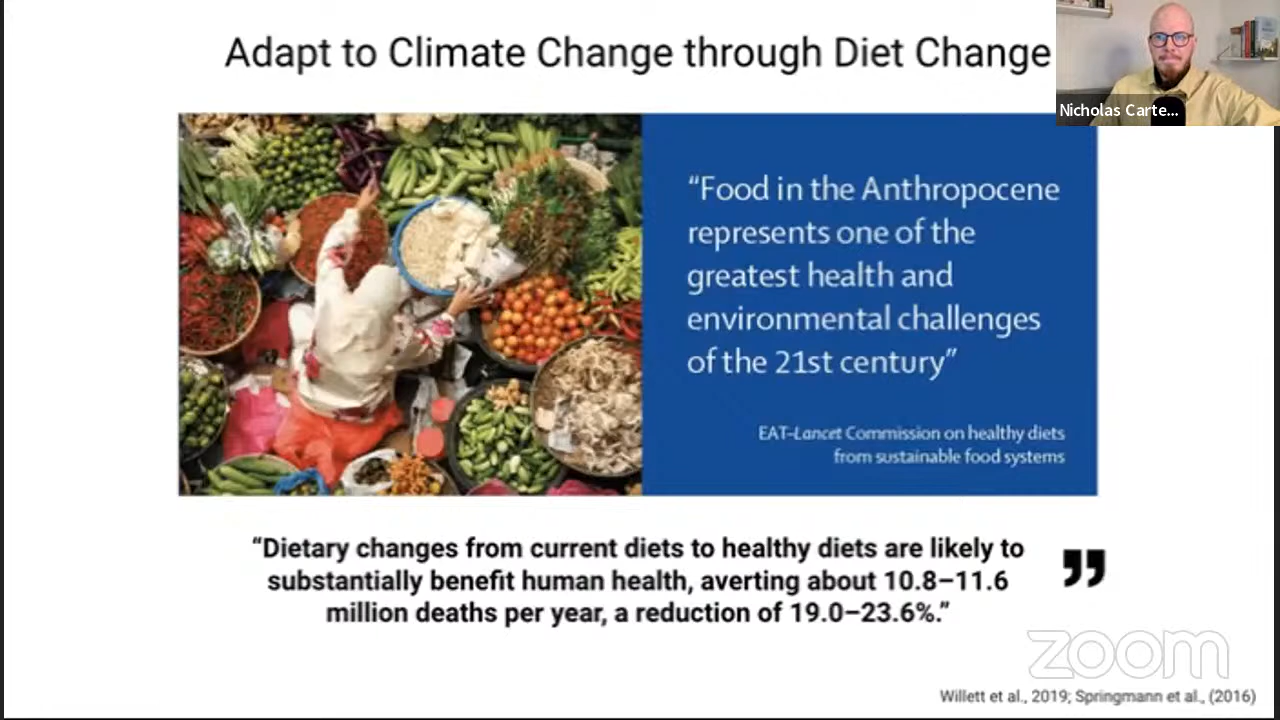 Adapt to Climate Change through Diet Change
Nicholas Carte...
“Food in the Anthropocene
represents one of the
greatest health and
environmental challenges
of the 21st century”
EAT–Lancet Commission on healthy diets
from sustainable food systems
“Dietary changes from current diets to healthy diets are likely to
substantially benefit human health, averting about 10.8–11.6
million deaths per year, a reduction of 19.0–23.6%.”
”
zoom
Willett et al., 2019; Springmann et al., (2016)